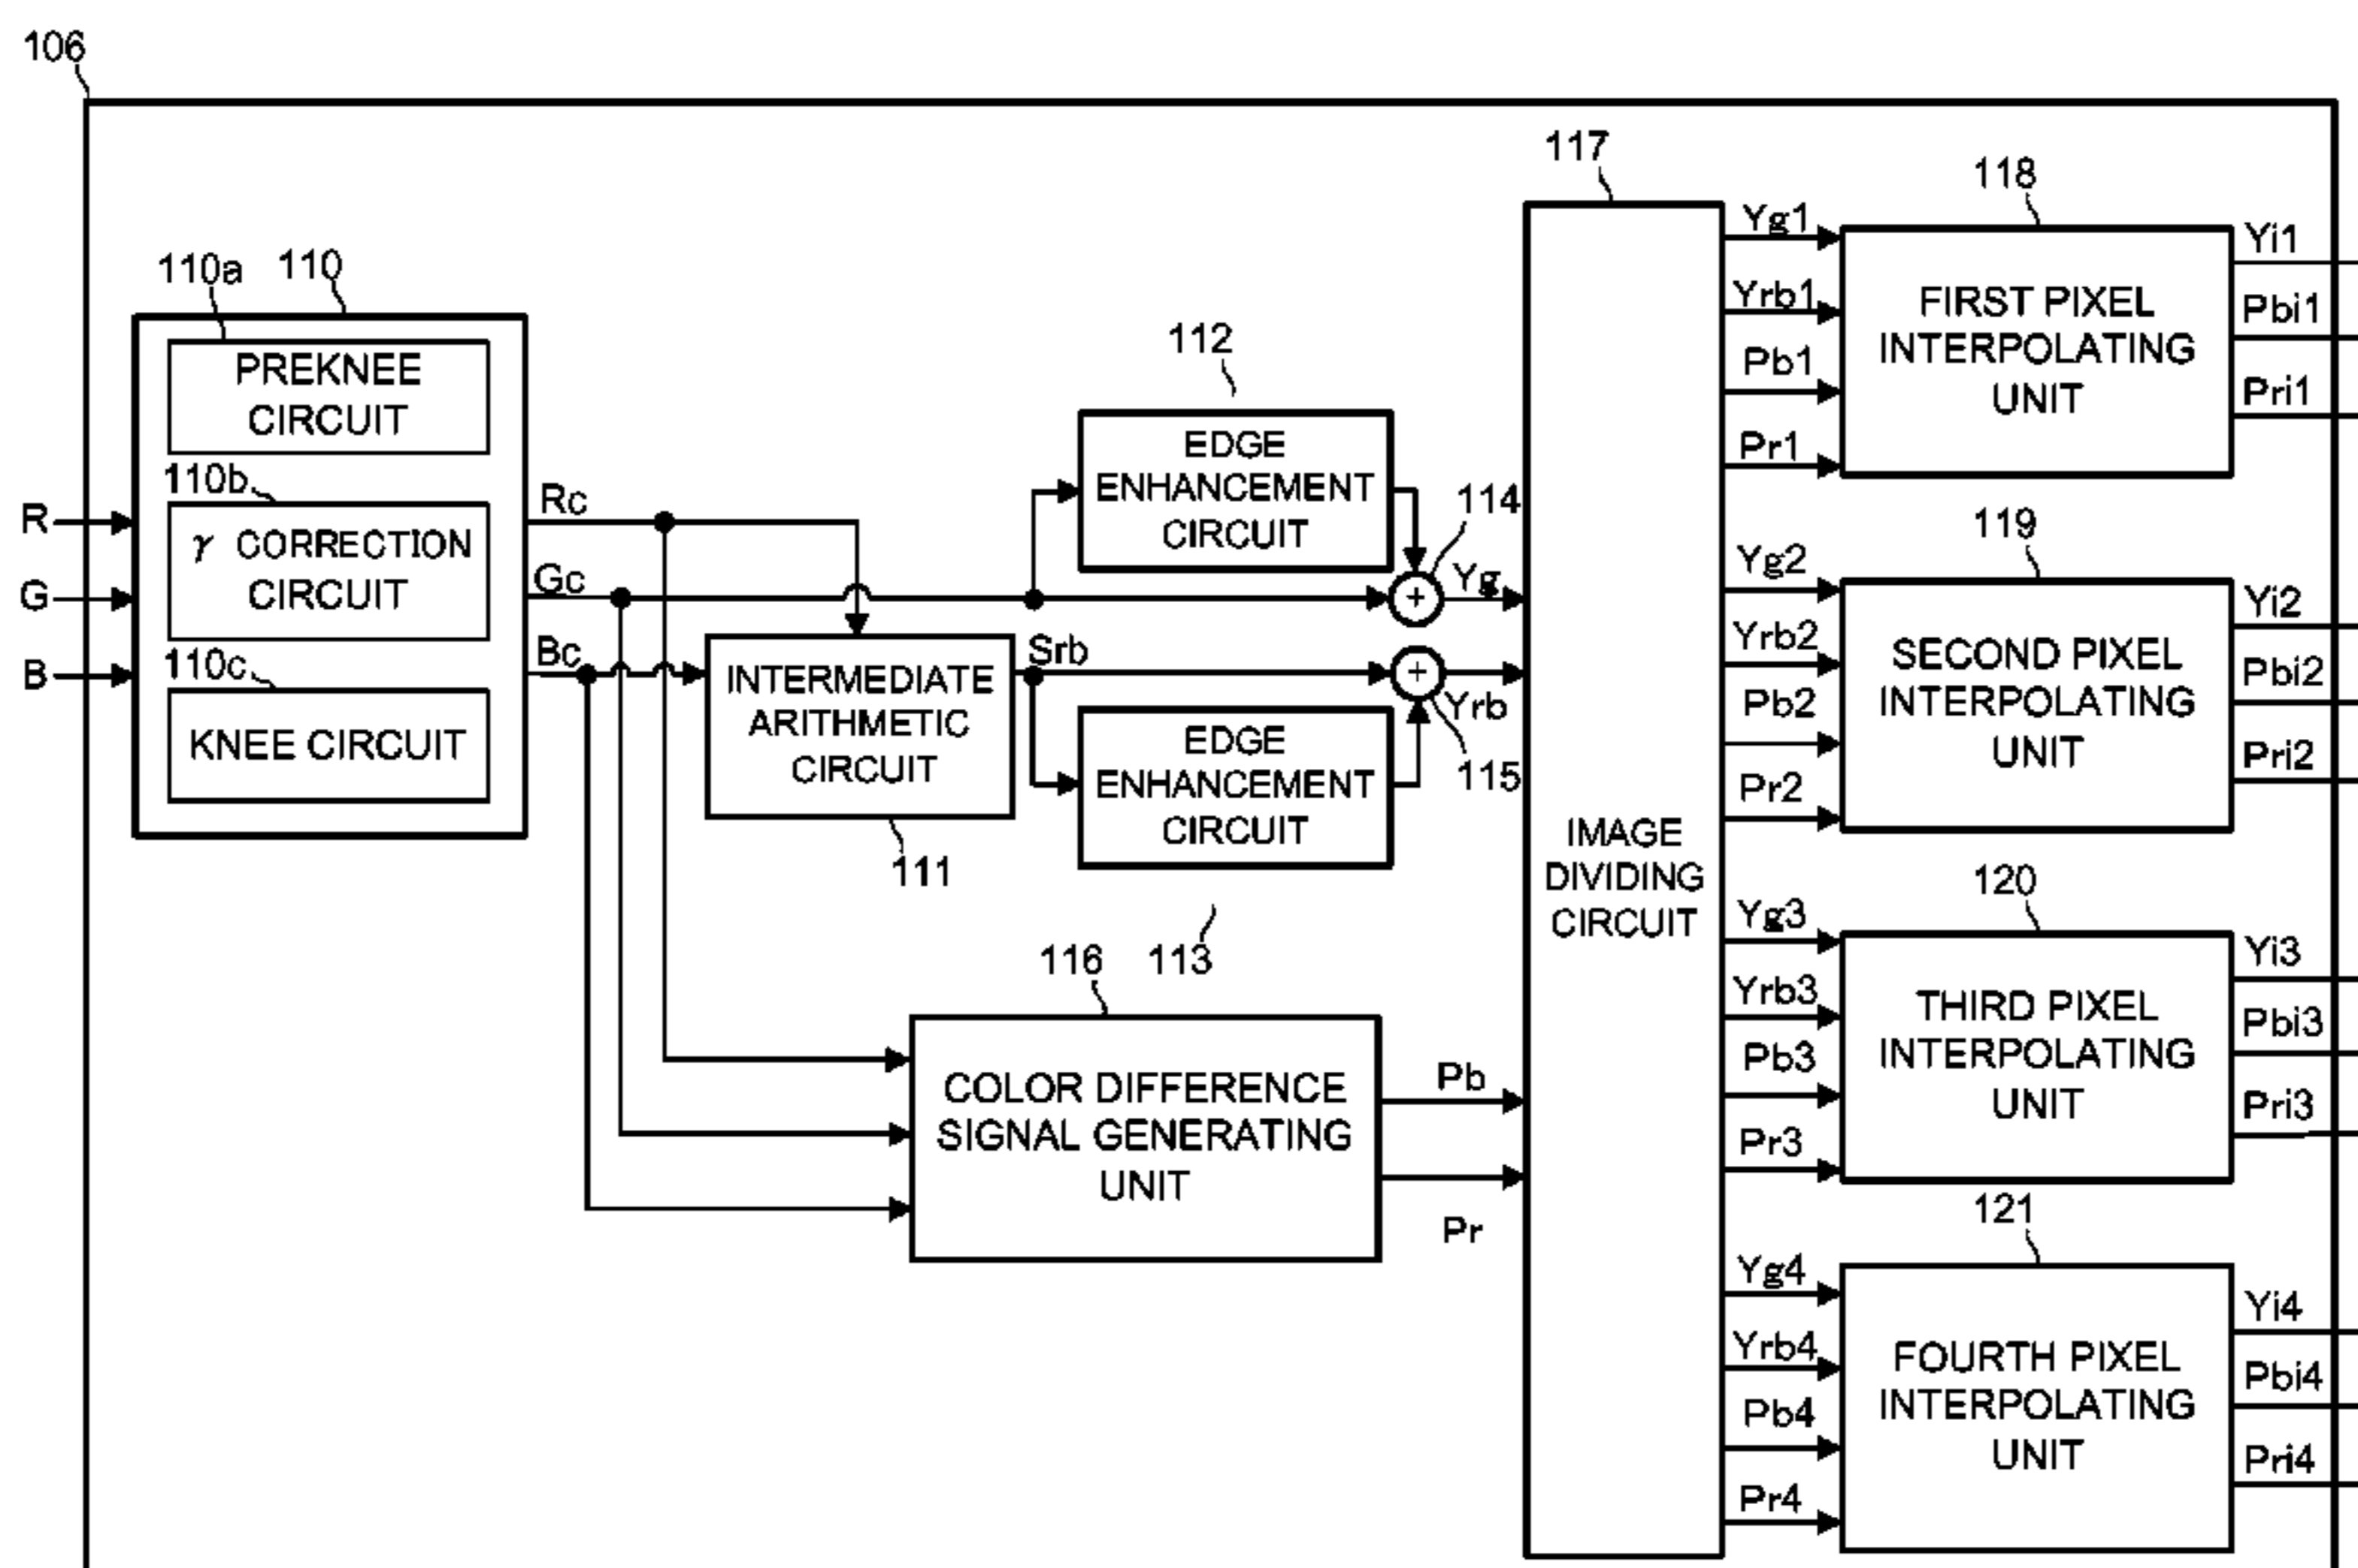 106
110a
110
PREKNEE
CIRCUIT
110b
γ CORRECTION
CIRCUIT
110c
KNEE CIRCUIT
R
G
B
Rc
Gc
Bc
INTERMEDIATE
ARITHMETIC
CIRCUIT
111
112
EDGE
ENHANCEMENT
CIRCUIT
114
+
Yg
Srb
+
Yrb
115
EDGE
ENHANCEMENT
CIRCUIT
113
116
COLOR DIFFERENCE
SIGNAL GENERATING
UNIT
Pb
Pr
117
IMAGE
DIVIDING
CIRCUIT
Yg1
Yrb1
Pb1
Pr1
118
FIRST PIXEL
INTERPOLATING
UNIT
Yi1
Pbi1
Pri1
Yg2
Yrb2
Pb2
Pr2
119
SECOND PIXEL
INTERPOLATING
UNIT
Yi2
Pbi2
Pri2
Yg3
Yrb3
Pb3
Pr3
120
THIRD PIXEL
INTERPOLATING
UNIT
Yi3
Pbi3
Pri3
Yg4
Yrb4
Pb4
Pr4
121
FOURTH PIXEL
INTERPOLATING
UNIT
Yi4
Pbi4
Pri4